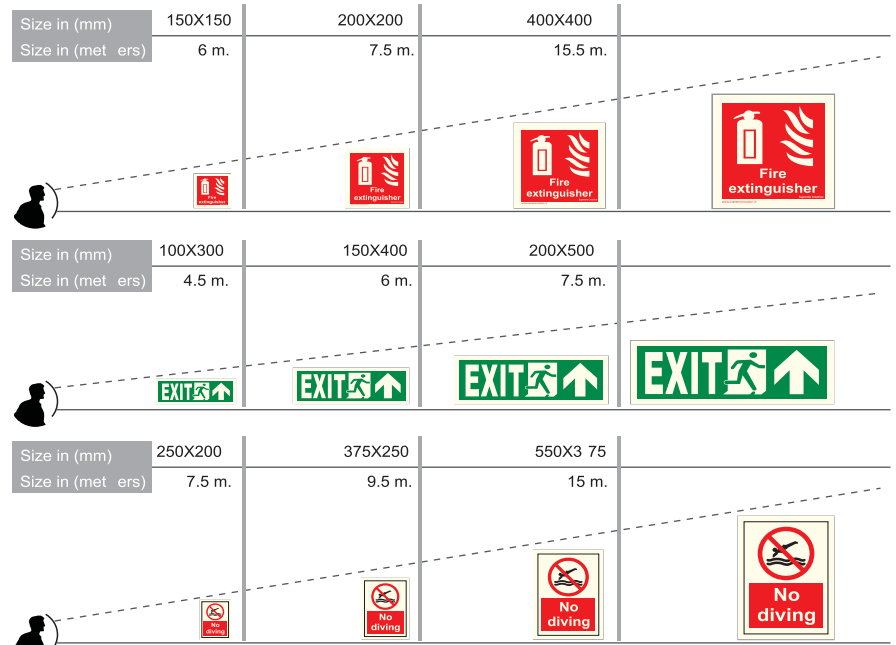 Size in (mm) 150X150 200X200 400X400
Size in (met ers) 6 m. 7.5 m. 15.5 m.
Fire
extinguisher
Fire
extinguisher
Fire
extinguisher
Fire
extinguisher
Size in (mm) 100X300 150X400 200X500
Size in (met ers) 4.5 m. 6 m. 7.5 m.
EXIT
EXIT
EXIT
EXIT
Size in (mm) 250X200 375X250 550X3 75
Size in (met ers) 7.5 m. 9.5 m. 15 m.
No
diving
No
diving
No
diving
No
diving